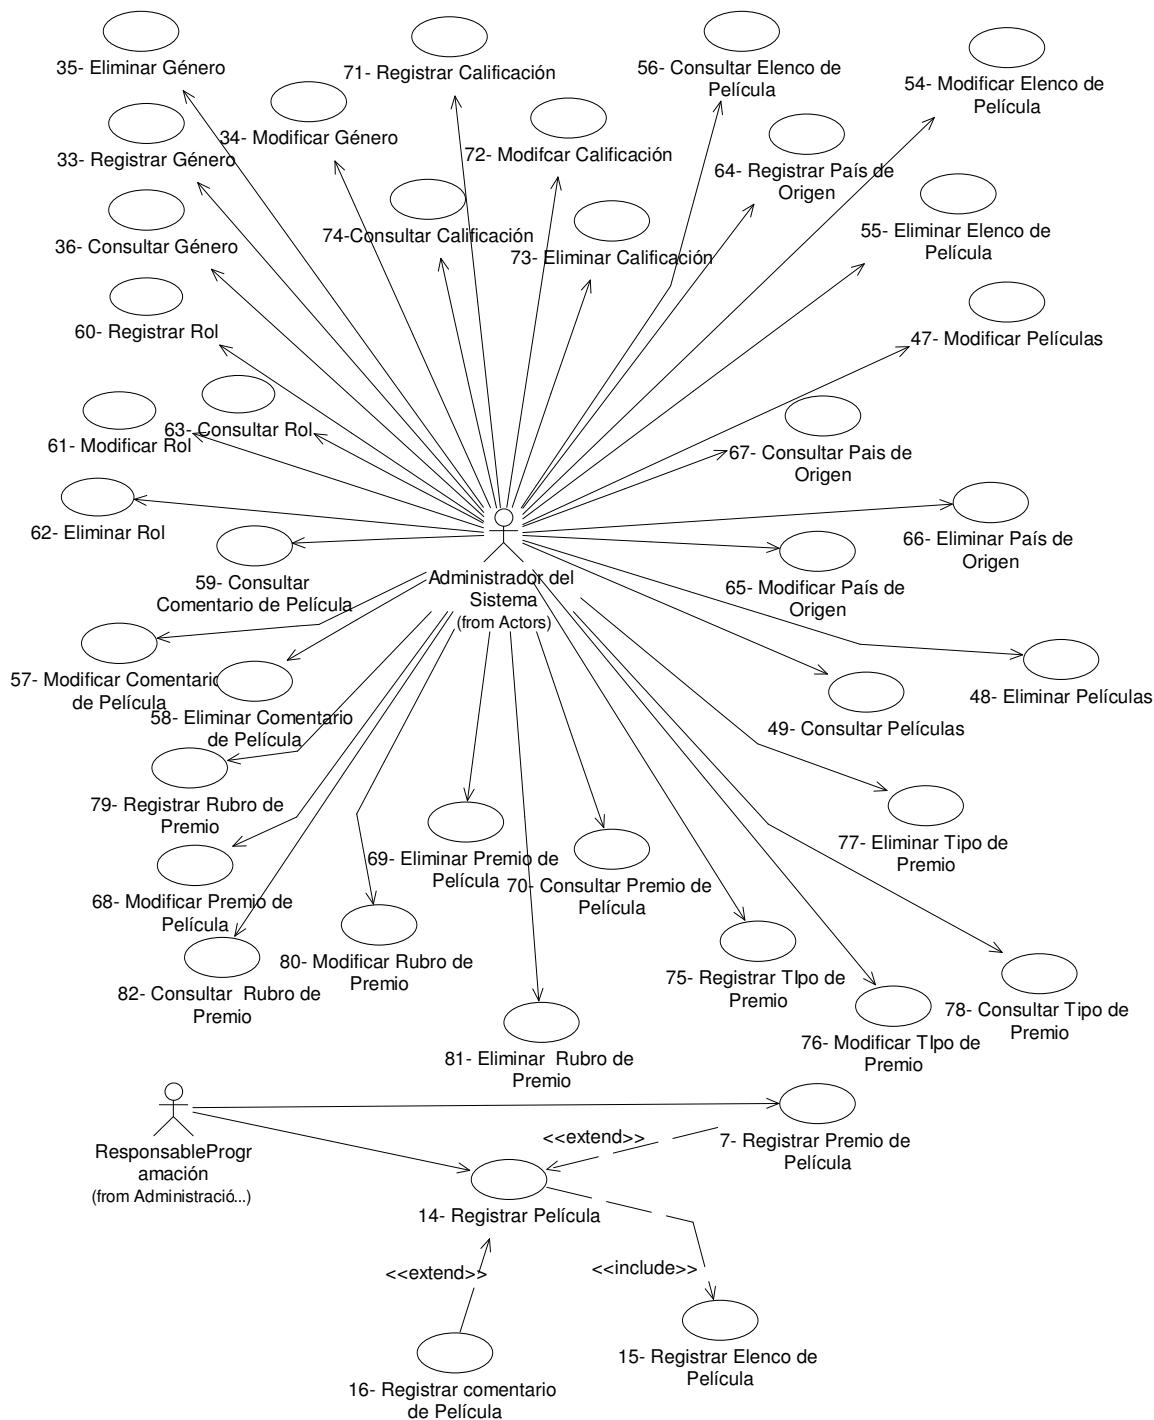 35- Eliminar Género
71- Registrar Calificación
56- Consultar Elenco de
Película
54- Modificar Elenco de
Película
33- Registrar Género
34- Modificar Género
72- Modifcar Calificación
64- Registrar País de
Origen
36- Consultar Género
74-Consultar Calificación
73- Eliminar Calificación
55- Eliminar Elenco de
Película
60- Registrar Rol
47- Modificar Películas
61- Modificar Rol
63- Consultar Rol
67- Consultar Pais de
Origen
62- Eliminar Rol
66- Eliminar País de
Origen
59- Consultar
Comentario de Película
Administrador del
Sistema
(from Actors)
65- Modificar País de
Origen
57- Modificar Comentario
de Película
58- Eliminar Comentario
de Película
49- Consultar Películas
48- Eliminar Películas
79- Registrar Rubro de
Premio
69- Eliminar Premio de
Película
70- Consultar Premio de
Película
77- Eliminar Tipo de
Premio
68- Modificar Premio de
Película
80- Modificar Rubro de
Premio
75- Registrar TIpo de
Premio
82- Consultar  Rubro de
Premio
81- Eliminar  Rubro de
Premio
76- Modificar TIpo de
Premio
78- Consultar Tipo de
Premio
ResponsableProgr
amación
(from Administració...)
<<extend>>
7- Registrar Premio de
Película
14- Registrar Película
<<extend>>
<<include>>
15- Registrar Elenco de
Película
16- Registrar comentario
de Película